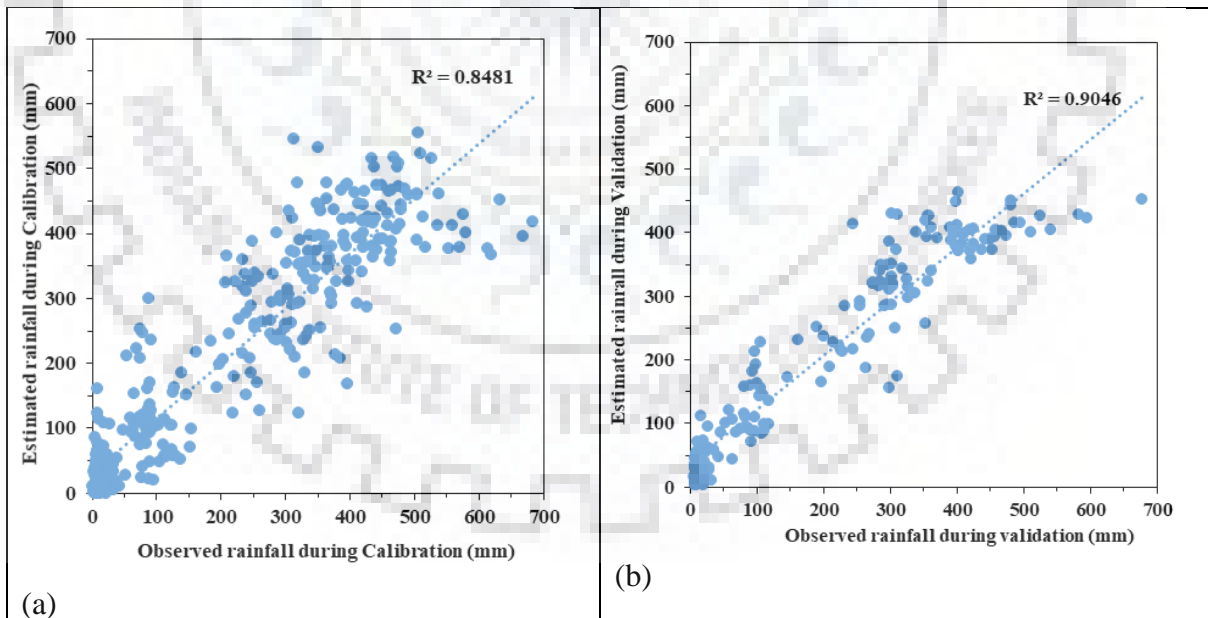 700
600
500
400
300
200
100
0
Estimated rainfall during Calibration (mm)
R² = 0.8481
0 100 200 300 400 500 600 700
Observed rainfall during Calibration (mm)
(a)
700
600
500
400
300
200
100
0
Estimated rainrall during Validation (mm)
R² = 0.9046
0 100 200 300 400 500 600 700
Observed rainfall during validation (mm)
(b)
OF TE